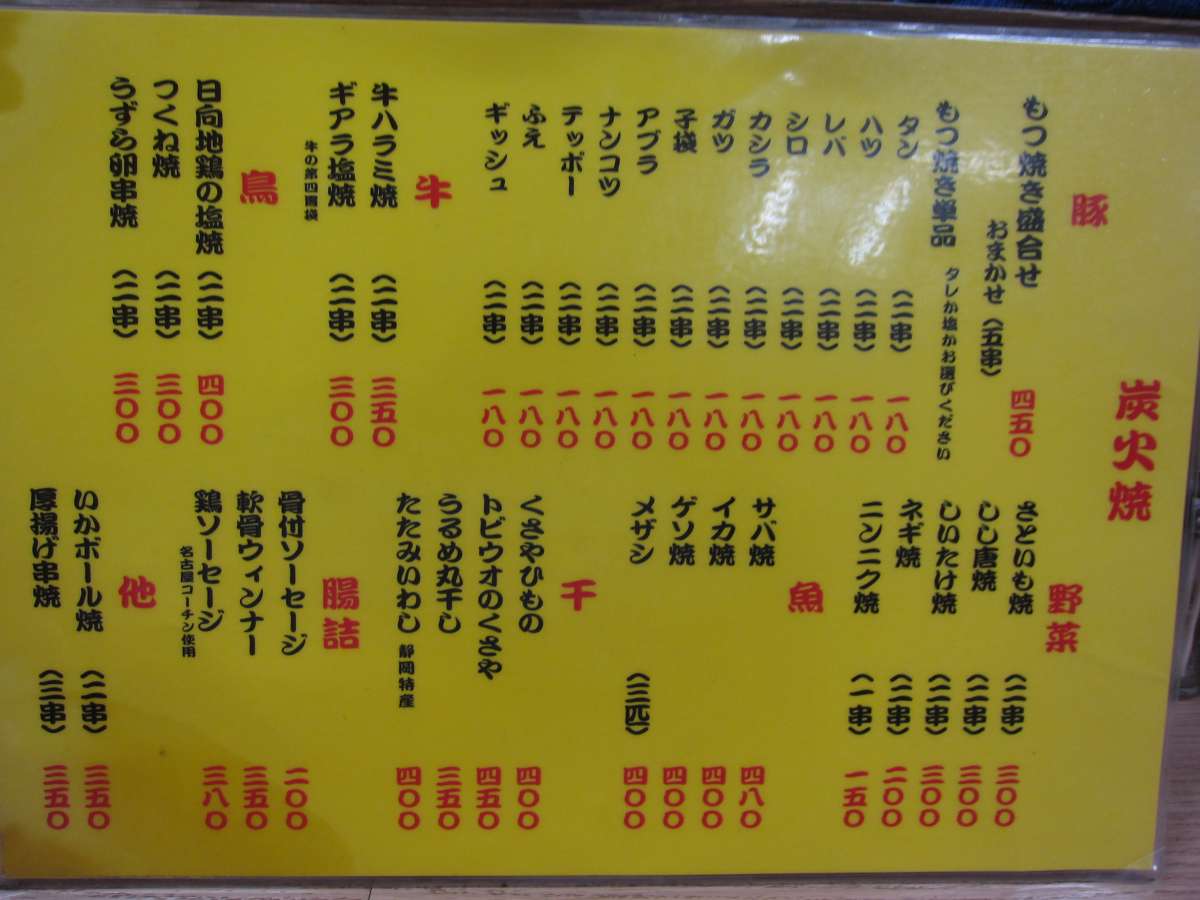 炭火焼
豚
もつ焼き盛合せ
おまかせ（五串） 四五〇
もつ焼き単品 タレか塩かお選びください
タン （二串） 一八〇
ハツ （二串） 一八〇
レバ （二串） 一八〇
シロ （二串） 一八〇
カシラ （二串） 一八〇
ガツ （二串） 一八〇
子袋 （二串） 一八〇
アブラ （二串） 一八〇
ナンコツ （二串） 一八〇
テッポー （二串） 一八〇
ふえ （二串） 一八〇
ギッシュ （二串） 一八〇
牛
牛ハラミ焼 （二串） 三五〇
ギアラ塩焼 （二串） 三〇〇
牛の第四胃袋
鳥
日向地鶏の塩焼 （二串） 四〇〇
つくね焼 （二串） 三〇〇
うずら卵串焼 （二串） 三〇〇
野菜
さといも焼 （二串） 三〇〇
しし唐焼 （二串） 三〇〇
しいたけ焼 （二串） 三〇〇
ネギ焼 （二串） 二〇〇
ニンニク焼 （一串） 一五〇
魚
サバ焼 四八〇
イカ焼 四〇〇
ゲソ焼 四〇〇
メザシ （三匹） 四〇〇
干
くさやひもの 四〇〇
トビウオのくさや 四五〇
うるめ丸干し 三五〇
たたみいわし 静岡特産 四〇〇
腸詰
骨付ソーセージ 二〇〇
軟骨ウィンナー 三五〇
鶏ソーセージ 三八〇
名古屋コーチン使用
他
いかボール焼 （二串） 三五〇
厚揚げ串焼 （三串） 三五〇